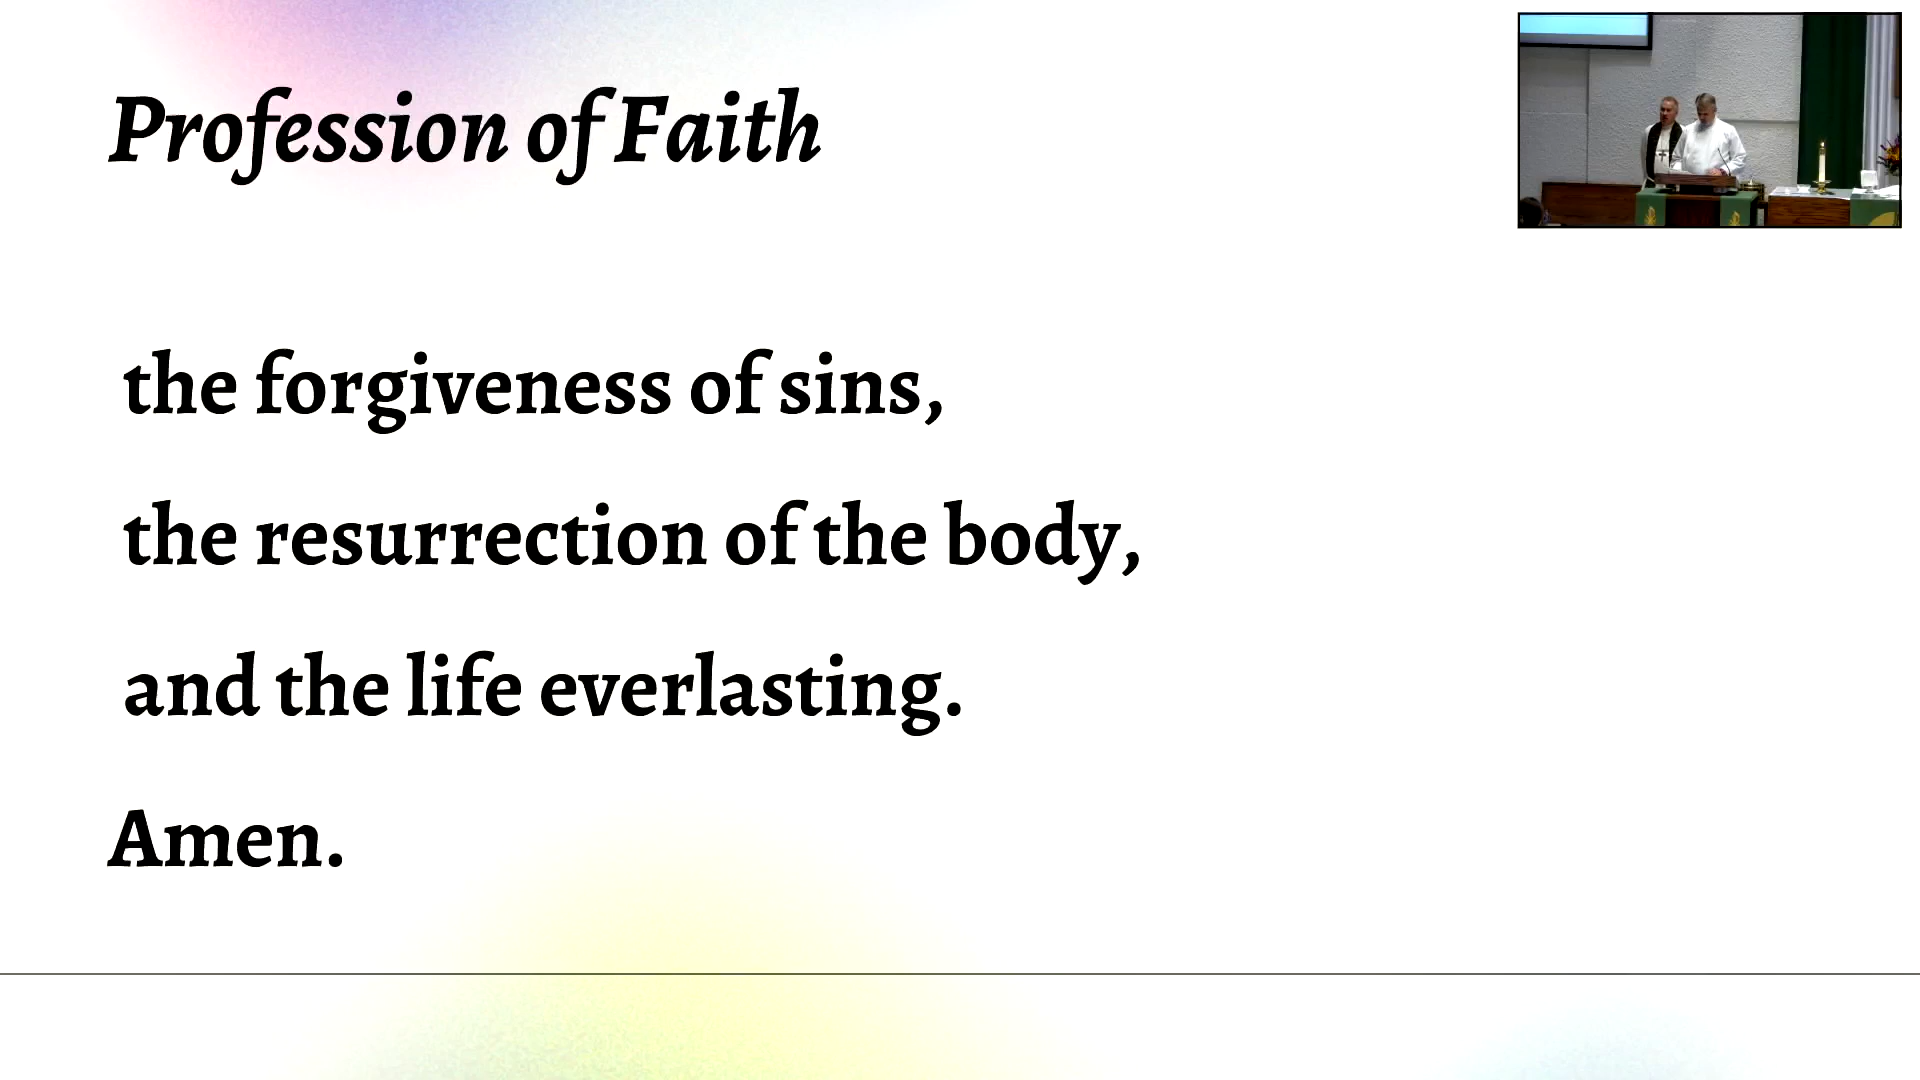 Profession of Faith
the forgiveness of sins,
the resurrection of the body,
and the life everlasting.
Amen.